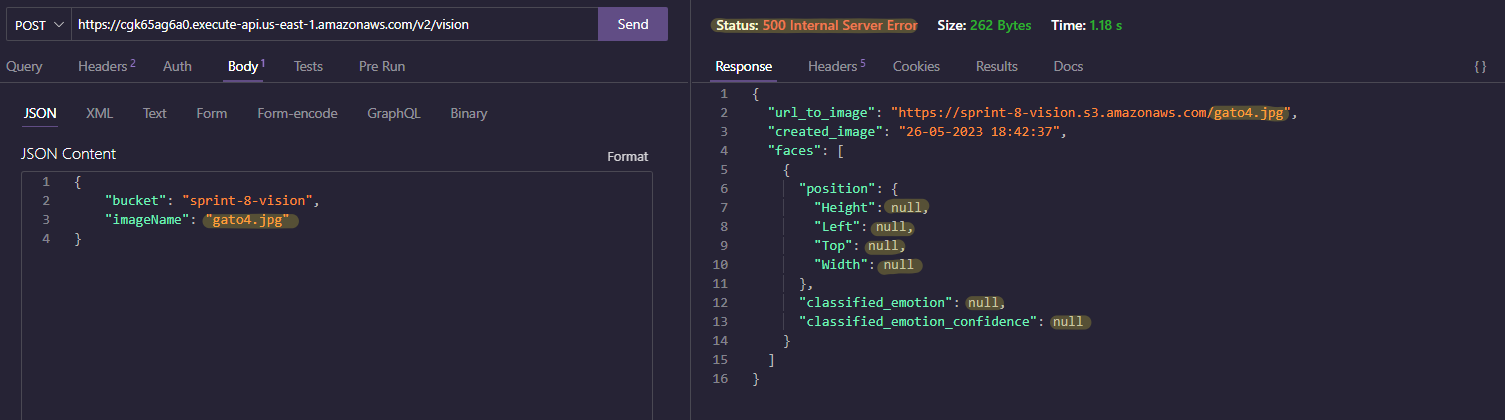 POST https://cgk65ag6a0.execute-api.us-east-1.amazonaws.com/v2/vision Send
Query Headers 2 Auth Body 1 Tests Pre Run
JSON XML Text Form Form-encode GraphQL Binary
JSON Content Format
1 {
2 "bucket": "sprint-8-vision",
3 "imageName": "gato4.jpg"
4 }
Status: 500 Internal Server Error Size: 262 Bytes Time: 1.18 s
Response Headers 5 Cookies Results Docs { }
1 {
2 "url_to_image": "https://sprint-8-vision.s3.amazonaws.com/gato4.jpg",
3 "created_image": "26-05-2023 18:42:37",
4 "faces": [
5 {
6 "position": {
7 "Height": null,
8 "Left": null,
9 "Top": null,
10 "Width": null
11 },
12 "classified_emotion": null,
13 "classified_emotion_confidence": null
14 }
15 ]
16 }